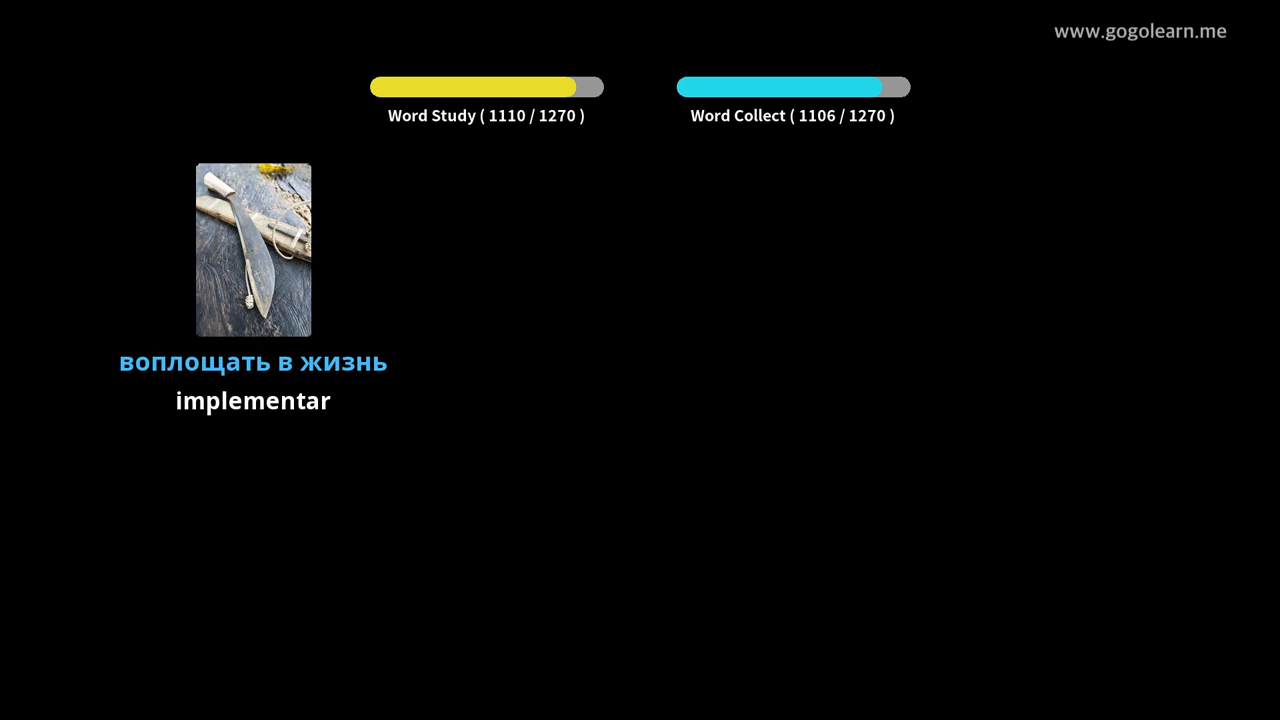 www.gogolearn.me
Word Study ( 1110 / 1270 )
Word Collect ( 1106 / 1270 )
воплощать в жизнь
implementar